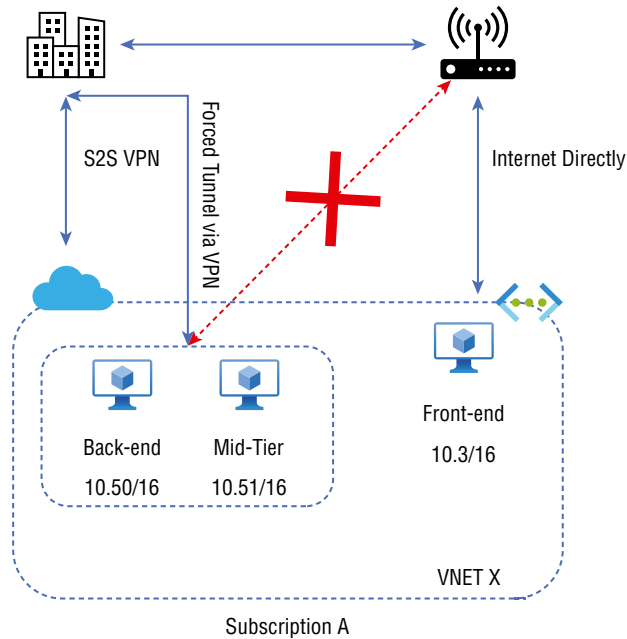 S2S VPN
Forced Tunnel via VPN
Internet Directly
Back-end
Mid-Tier
Front-end
10.50/16
10.51/16
10.3/16
VNET X
Subscription A